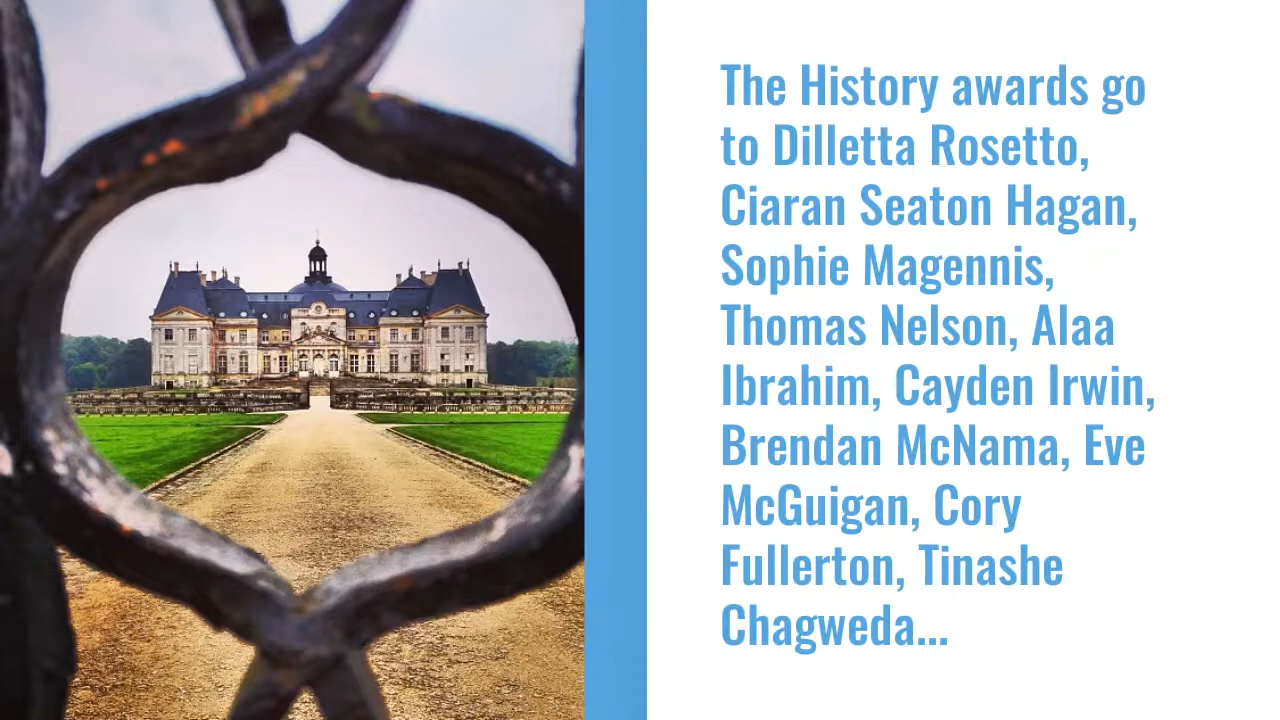 The History awards go
to Dilletta Rosetto,
Ciaran Seaton Hagan,
Sophie Magennis,
Thomas Nelson, Alaa
Ibrahim, Cayden Irwin,
Brendan McNama, Eve
McGuigan, Cory
Fullerton, Tinashe
Chagweda...